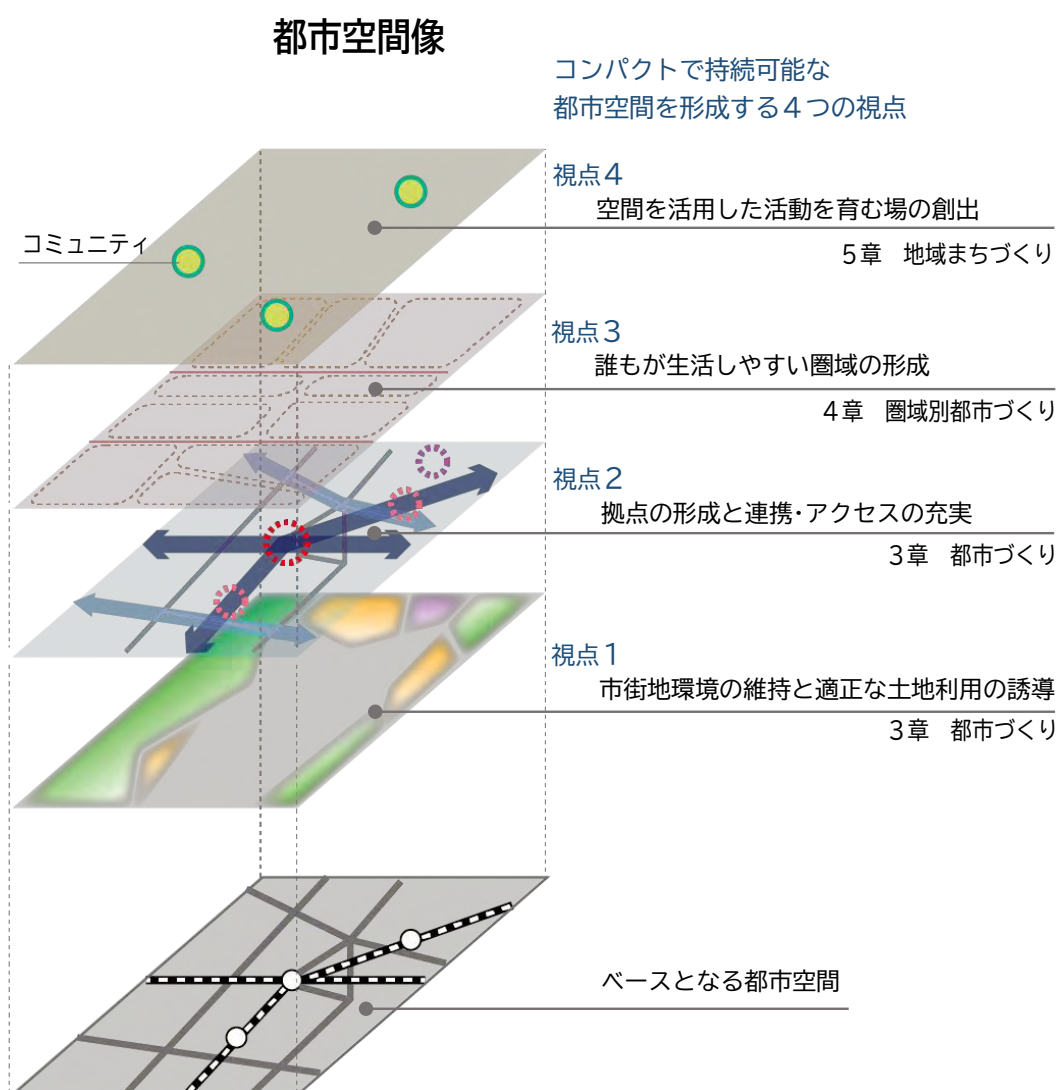 都市空間像
コンパクトで持続可能な
都市空間を形成する４つの視点
視点4
空間を活用した活動を育む場の創出
5章　地域まちづくり
コミュニティ
視点3
誰もが生活しやすい圏域の形成
4章　圏域別都市づくり
視点2
拠点の形成と連携・アクセスの充実
3章　都市づくり
視点1
市街地環境の維持と適正な土地利用の誘導
3章　都市づくり
ベースとなる都市空間